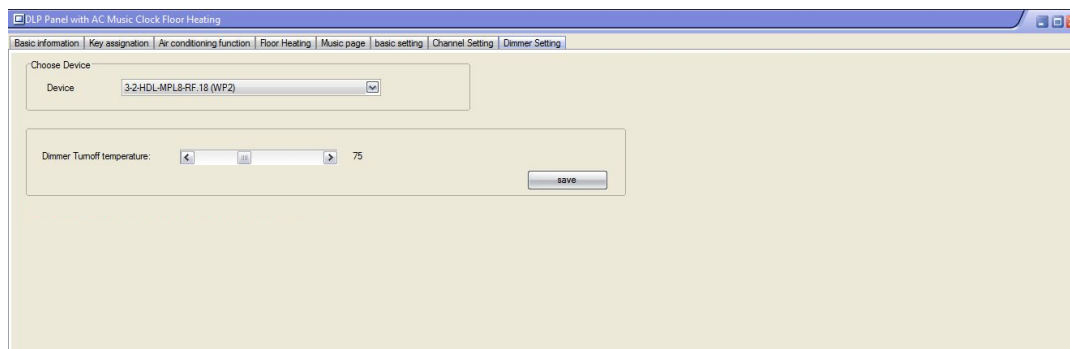 DLP Panel with AC Music Clock Floor Heating
Basic information Key assignation Air conditioning function Floor Heating Music page basic setting Channel Setting Dimmer Setting
Choose Device
Device 3-2-HDL-MPL8-RF.18 (WP2)
Dimmer Turnoff temperature: 75
save